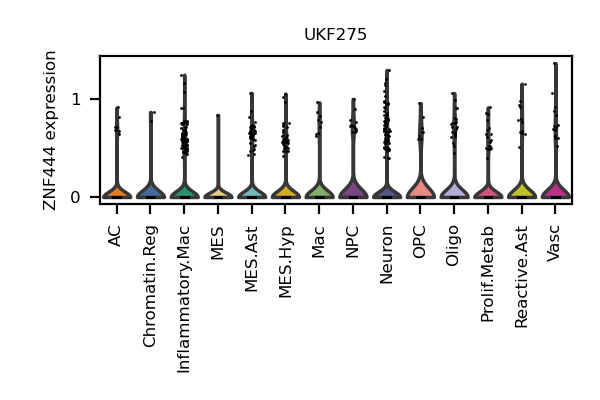 UKF275
ZNF444 expression
1
0
AC
Chromatin.Reg
Inflammatory.Mac
MES
MES.Ast
MES.Hyp
Mac
NPC
Neuron
OPC
Oligo
Prolif.Metab
Reactive.Ast
Vasc